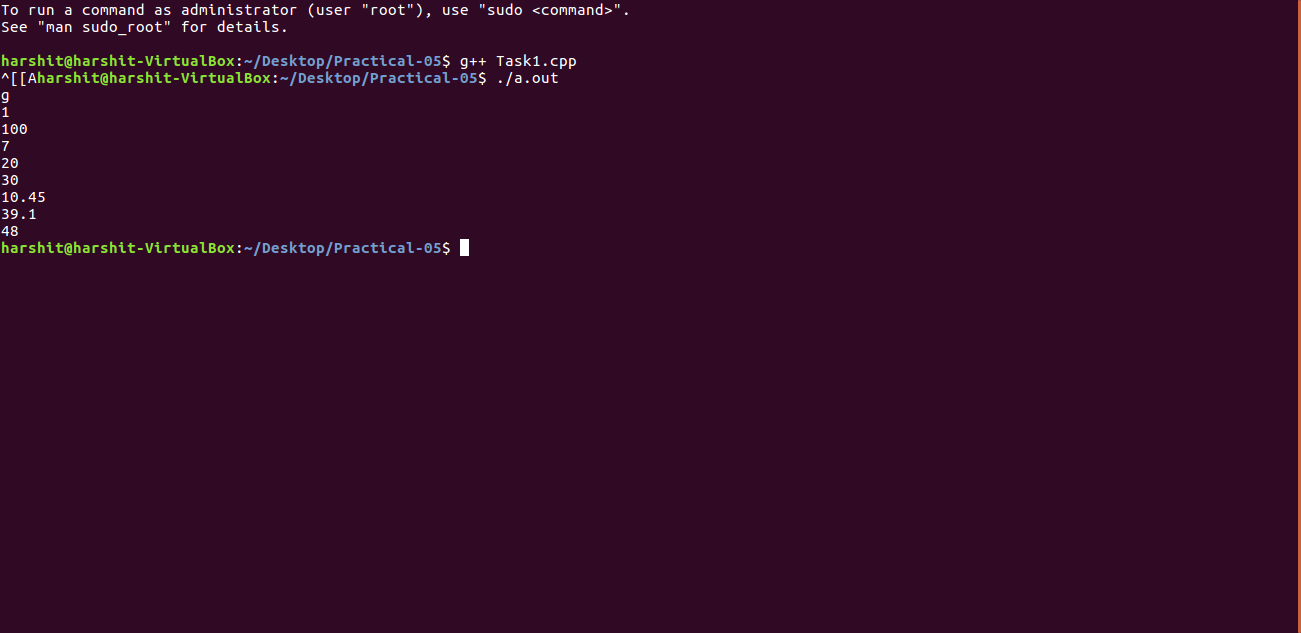 To run a command as administrator (user "root"), use "sudo <command>".
See "man sudo_root" for details.
harshit@harshit-VirtualBox:~/Desktop/Practical-05$ g++ Task1.cpp
^[[Aharshit@harshit-VirtualBox:~/Desktop/Practical-05$ ./a.out
g
1
100
7
20
30
10.45
39.1
48
harshit@harshit-VirtualBox:~/Desktop/Practical-05$